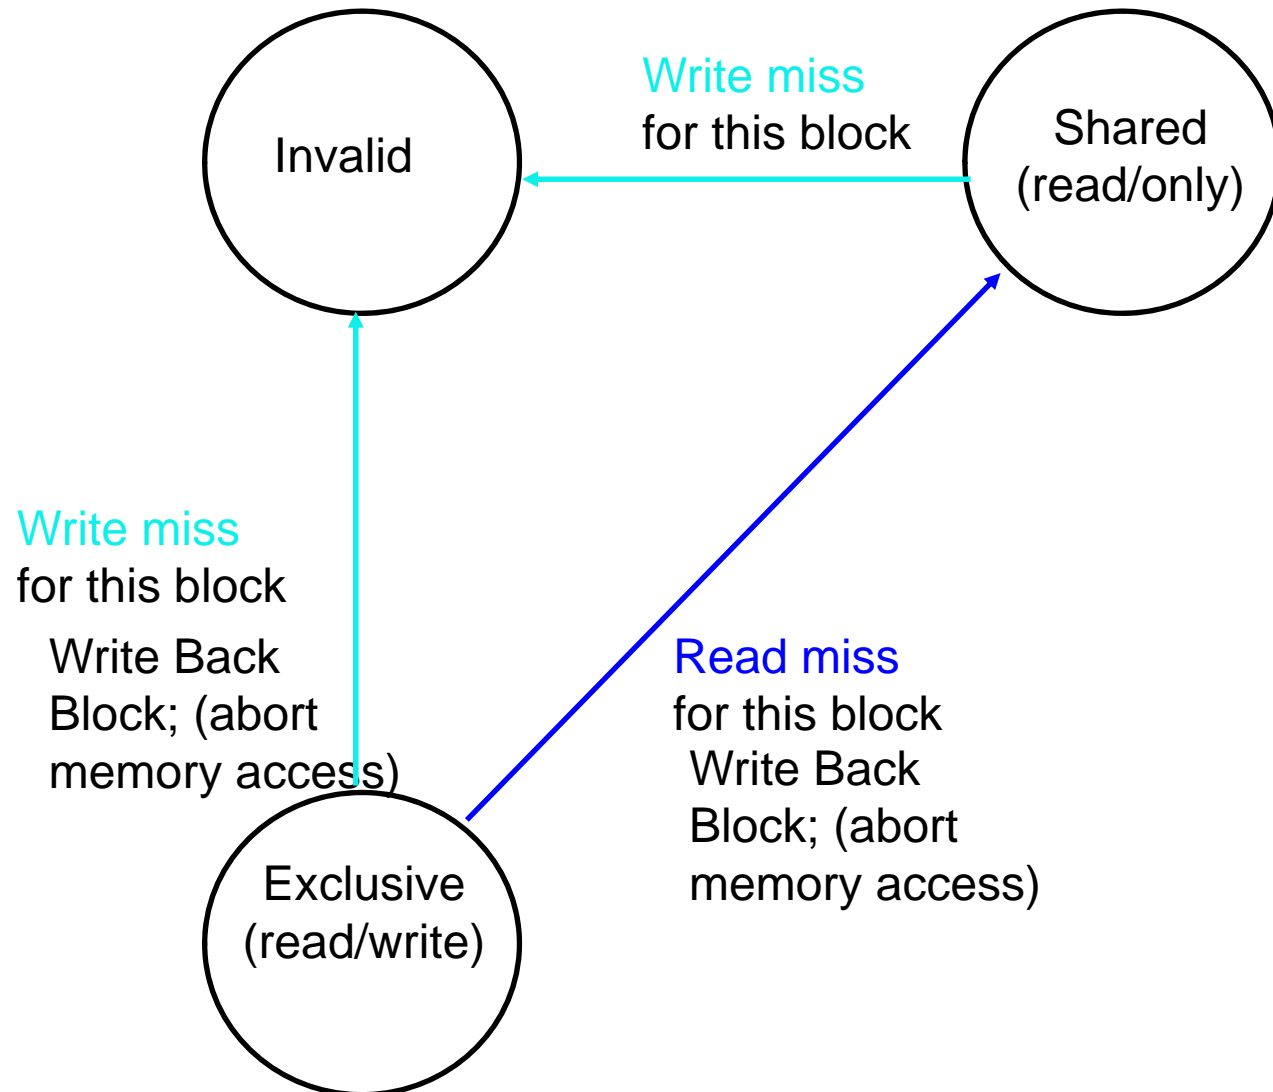 Write miss
for this block
Invalid
Shared
(read/only)
Write miss
for this block
Write Back
Block; (abort
memory access)
Read miss
for this block
Write Back
Block; (abort
memory access)
Exclusive
(read/write)